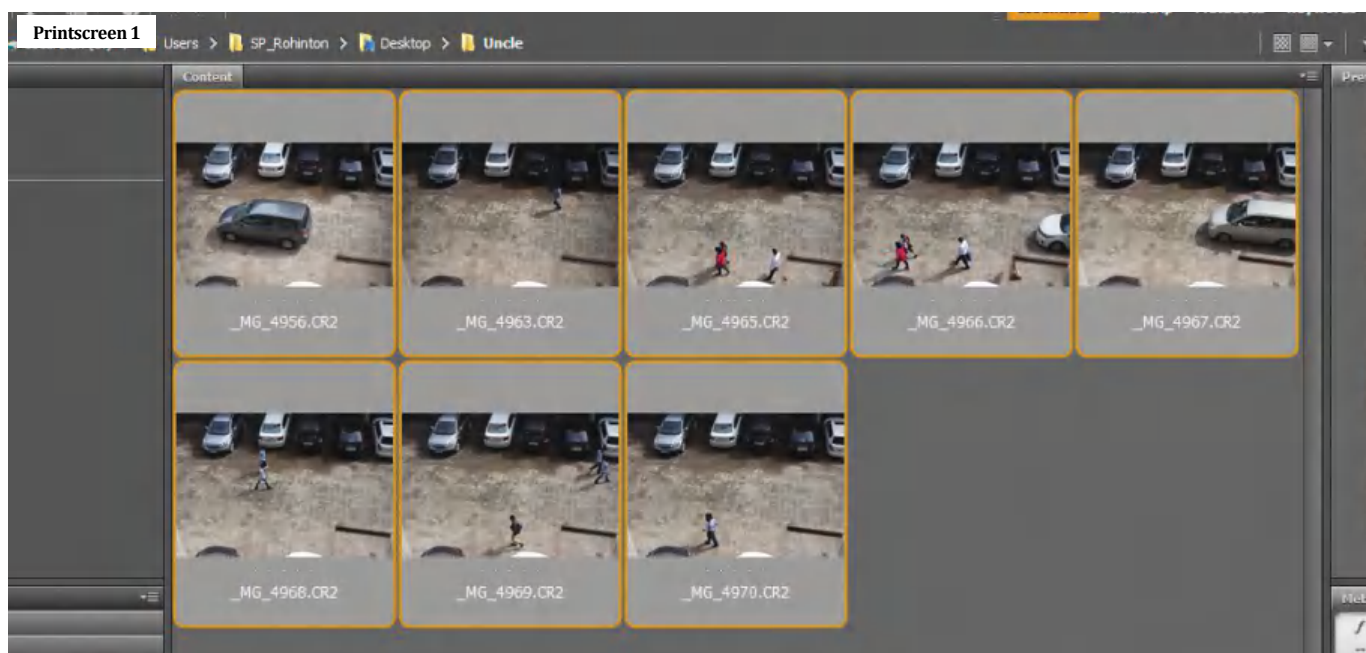 Printscreen 1
Users > SP_Rohinton > Desktop > Uncle
Content
_MG_4956.CR2
_MG_4963.CR2
_MG_4965.CR2
_MG_4966.CR2
_MG_4967.CR2
_MG_4968.CR2
_MG_4969.CR2
_MG_4970.CR2